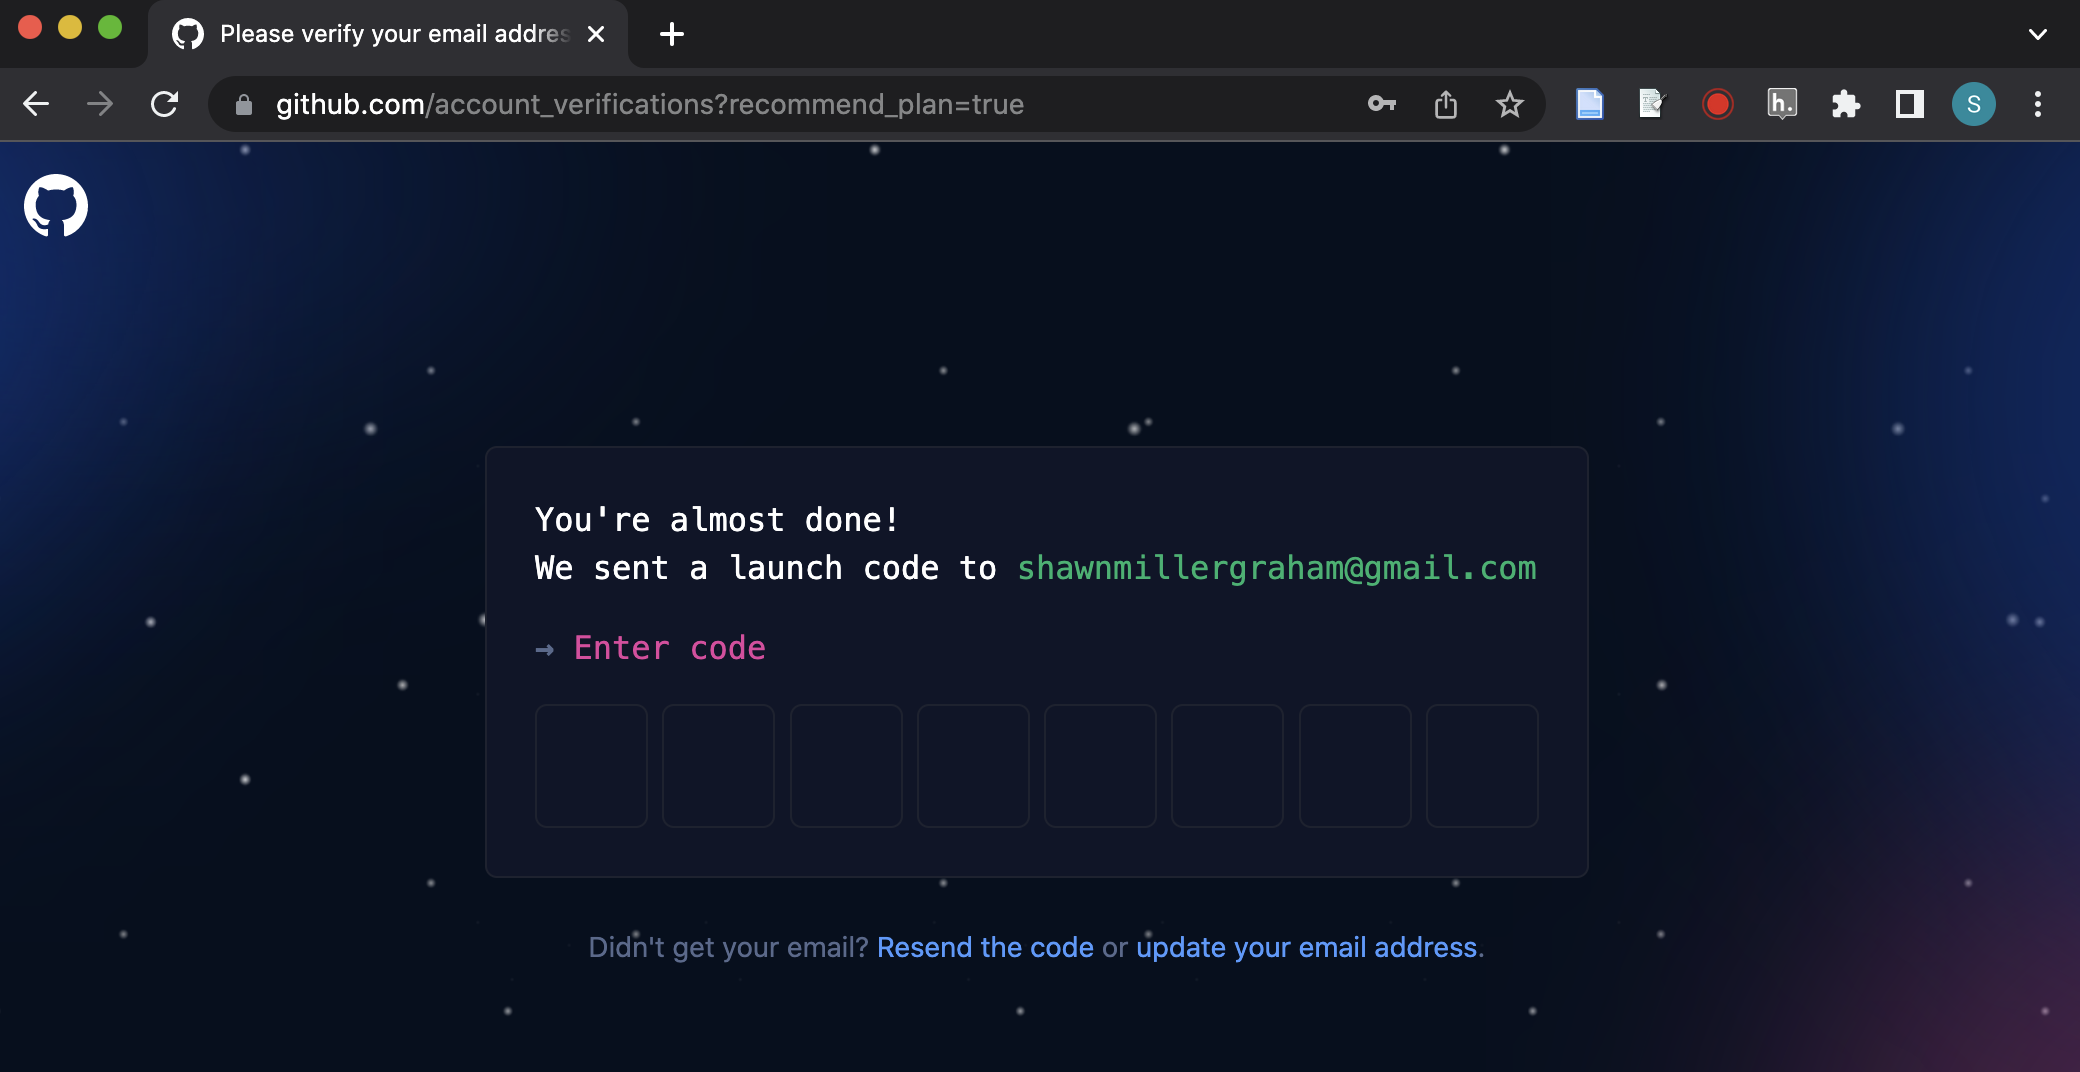 Please verify your email addres
github.com/account_verifications?recommend_plan=true
h.
S
You're almost done!
We sent a launch code to shawnmillergraham@gmail.com
→ Enter code
Didn't get your email? Resend the code or update your email address.